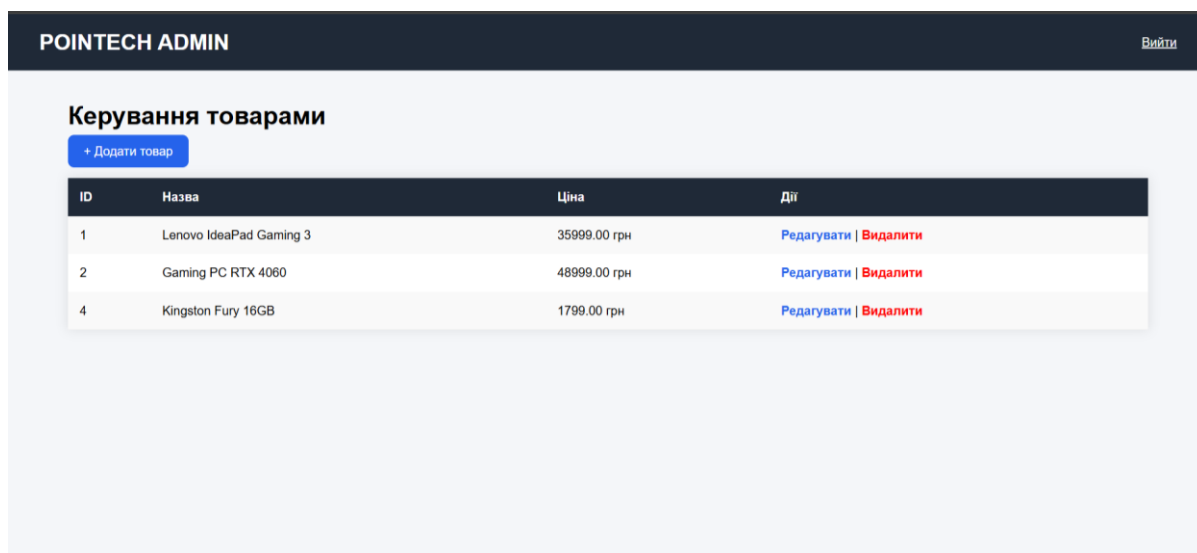 POINTECH ADMIN Вийти
Керування товарами
+ Додати товар
ID Назва Ціна Дії
1 Lenovo IdeaPad Gaming 3 35999.00 грн Редагувати | Видалити
2 Gaming PC RTX 4060 48999.00 грн Редагувати | Видалити
4 Kingston Fury 16GB 1799.00 грн Редагувати | Видалити